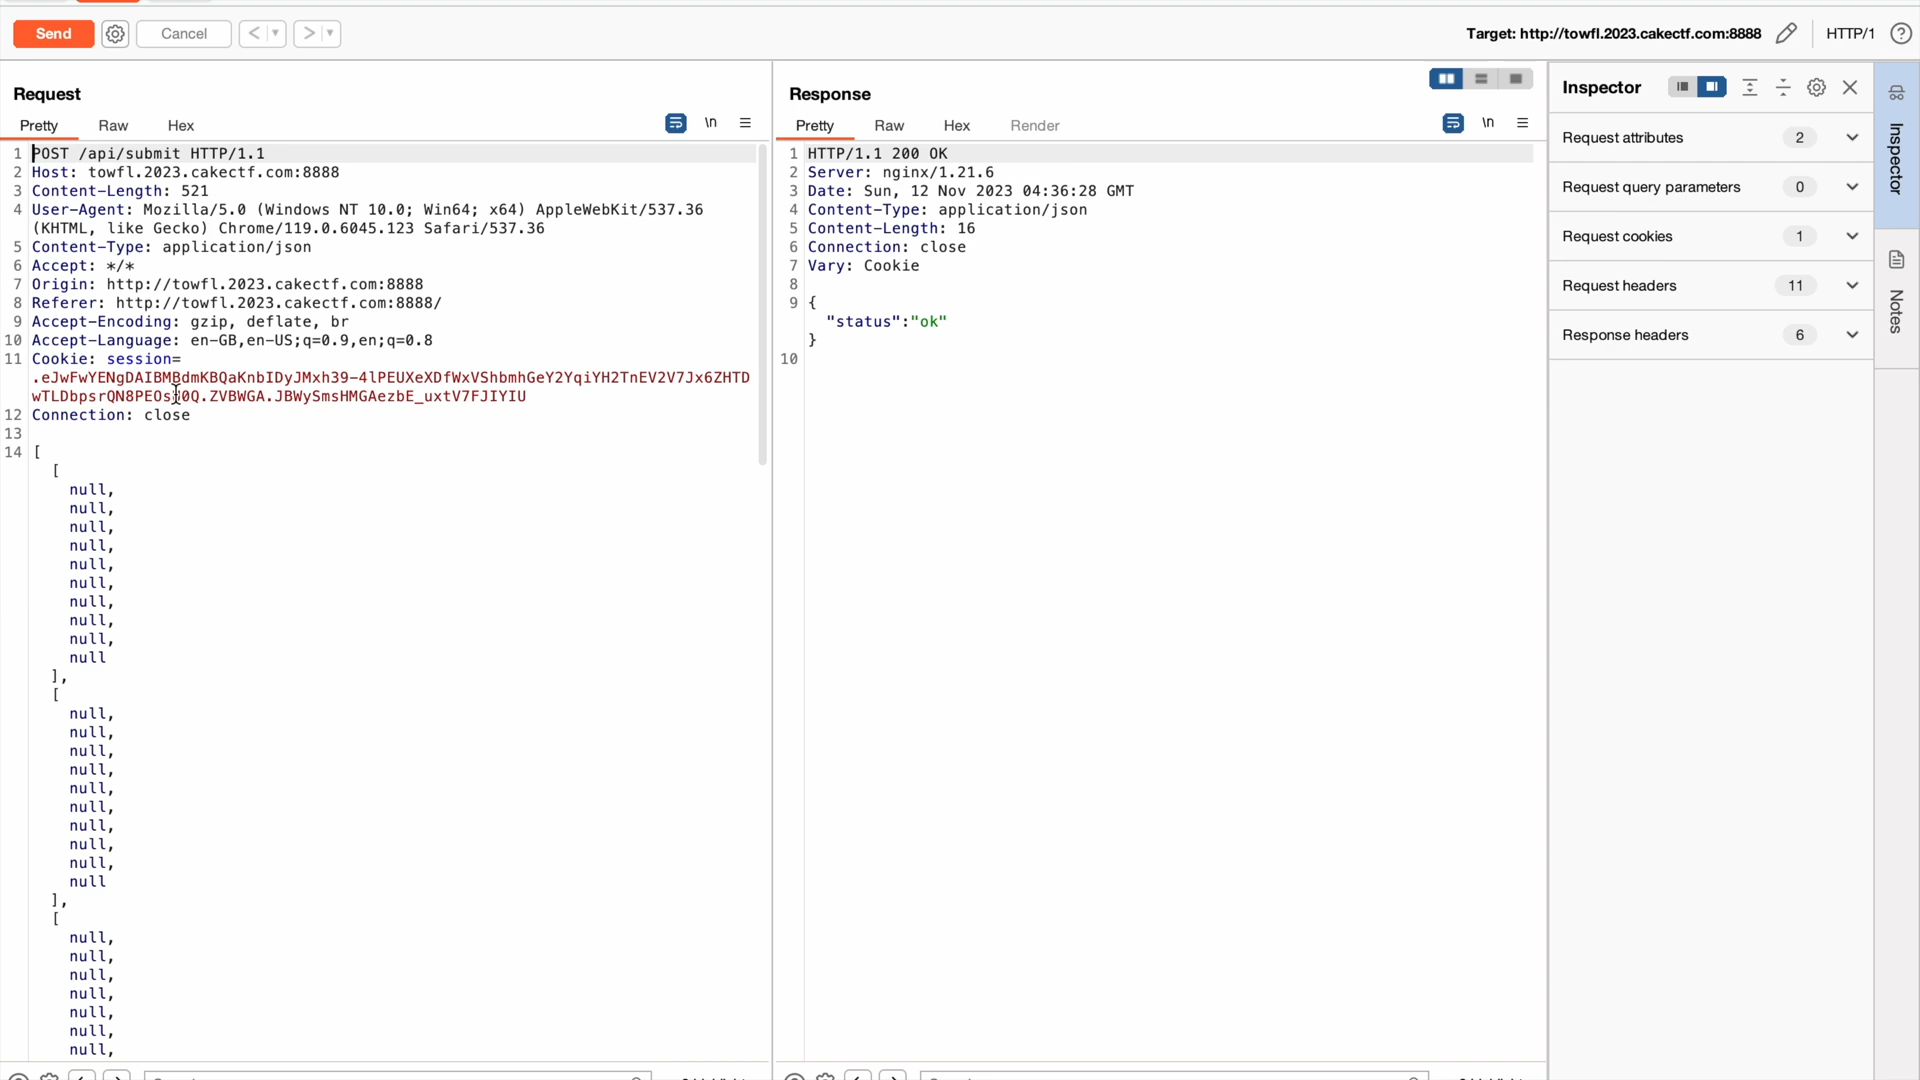 Send
Cancel
Target: http://towfl.2023.cakectf.com:8888
HTTP/1
Request
Pretty
Raw
Hex
\n
1 POST /api/submit HTTP/1.1
2 Host: towfl.2023.cakectf.com:8888
3 Content-Length: 521
4 User-Agent: Mozilla/5.0 (Windows NT 10.0; Win64; x64) AppleWebKit/537.36
(KHTML, like Gecko) Chrome/119.0.6045.123 Safari/537.36
5 Content-Type: application/json
6 Accept: */*
7 Origin: http://towfl.2023.cakectf.com:8888
8 Referer: http://towfl.2023.cakectf.com:8888/
9 Accept-Encoding: gzip, deflate, br
10 Accept-Language: en-GB,en-US;q=0.9,en;q=0.8
11 Cookie: session=
12 Connection: close
13
14 [
[
null,
null,
null,
null,
null,
null,
null,
null,
null,
null
],
[
null,
null,
null,
null,
null,
null,
null,
null,
null,
null
],
[
null,
null,
null,
null,
null,
null,
null,
Response
Pretty
Raw
Hex
Render
\n
1 HTTP/1.1 200 OK
2 Server: nginx/1.21.6
3 Date: Sun, 12 Nov 2023 04:36:28 GMT
4 Content-Type: application/json
5 Content-Length: 16
6 Connection: close
7 Vary: Cookie
8
9 {
"status":"ok"
}
10
Inspector
Request attributes 2
Request query parameters 0
Request cookies 1
Request headers 11
Response headers 6
Inspector
Notes